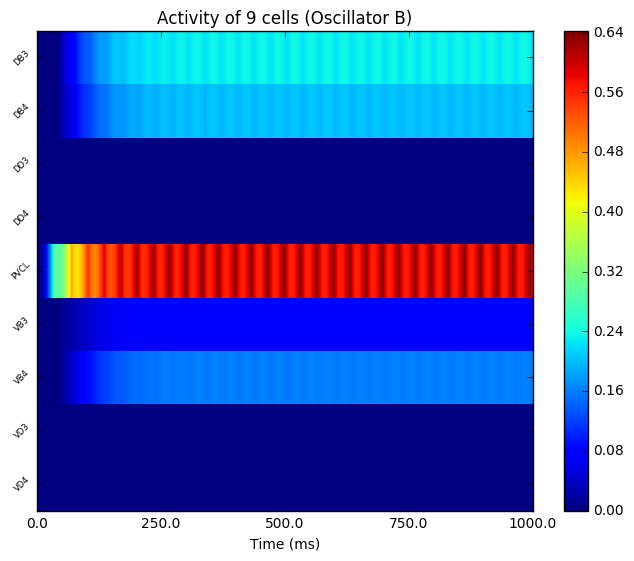 Activity of 9 cells (Oscillator B)
DB3
DB4
DD3
DD4
PVCL
VB3
VB4
VD3
VD4
0.0 250.0 500.0 750.0 1000.0
Time (ms)
0.64
0.56
0.48
0.40
0.32
0.24
0.16
0.08
0.00